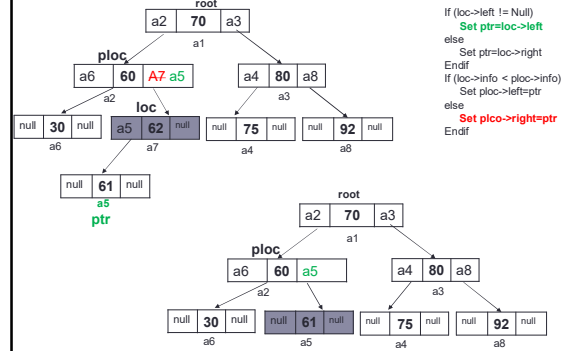 root
a2 70 a3
a1
ploc
a6 60 A7 a5
a2
a4 80 a8
a3
loc
null 30 null
a6
a5 62 null
a7
null 75 null
a4
null 92 null
a8
null 61 null
a5
ptr
If (loc->left != Null)
Set ptr=loc->left
else
Set ptr=loc->right
Endif
If (loc->info < ploc->info)
Set ploc->left=ptr
else
Set plco->right=ptr
Endif
root
a2 70 a3
a1
ploc
a6 60 a5
a2
a4 80 a8
a3
null 30 null
a6
null 61 null
a5
null 75 null
a4
null 92 null
a8